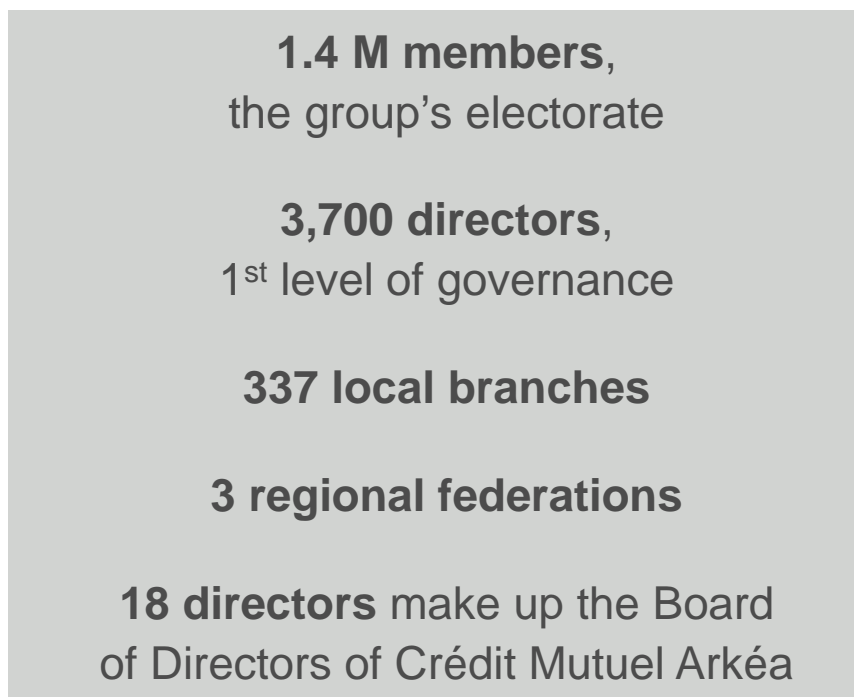 1.4 M members,
the group’s electorate
3,700 directors,
1st level of governance
337 local branches
3 regional federations
18 directors make up the Board
of Directors of Crédit Mutuel Arkéa